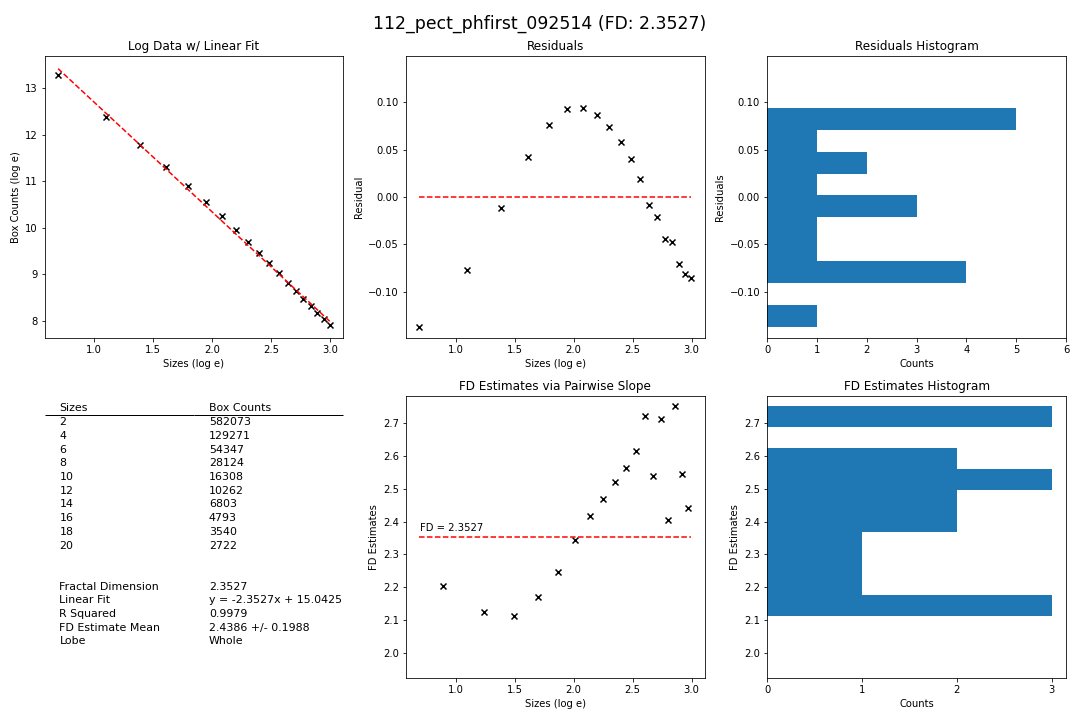 112_pect_phfirst_092514 (FD: 2.3527)
Log Data w/ Linear Fit
Box Counts (log e)
13
12
11
10
9
8
1.0 1.5 2.0 2.5 3.0
Sizes (log e)
Residuals
Residual
0.10
0.05
0.00
−0.05
−0.10
1.0 1.5 2.0 2.5 3.0
Sizes (log e)
Residuals Histogram
Residuals
0.10
0.05
0.00
−0.05
−0.10
0 1 2 3 4 5 6
Counts
Sizes Box Counts
2 582073
4 129271
6 54347
8 28124
10 16308
12 10262
14 6803
16 4793
18 3540
20 2722
Fractal Dimension 2.3527
Linear Fit y = -2.3527x + 15.0425
R Squared 0.9979
FD Estimate Mean 2.4386 +/- 0.1988
Lobe Whole
FD Estimates via Pairwise Slope
FD Estimates
2.7
2.6
2.5
2.4
2.3
2.2
2.1
2.0
FD = 2.3527
1.0 1.5 2.0 2.5 3.0
Sizes (log e)
FD Estimates Histogram
FD Estimates
2.7
2.6
2.5
2.4
2.3
2.2
2.1
2.0
0 1 2 3
Counts